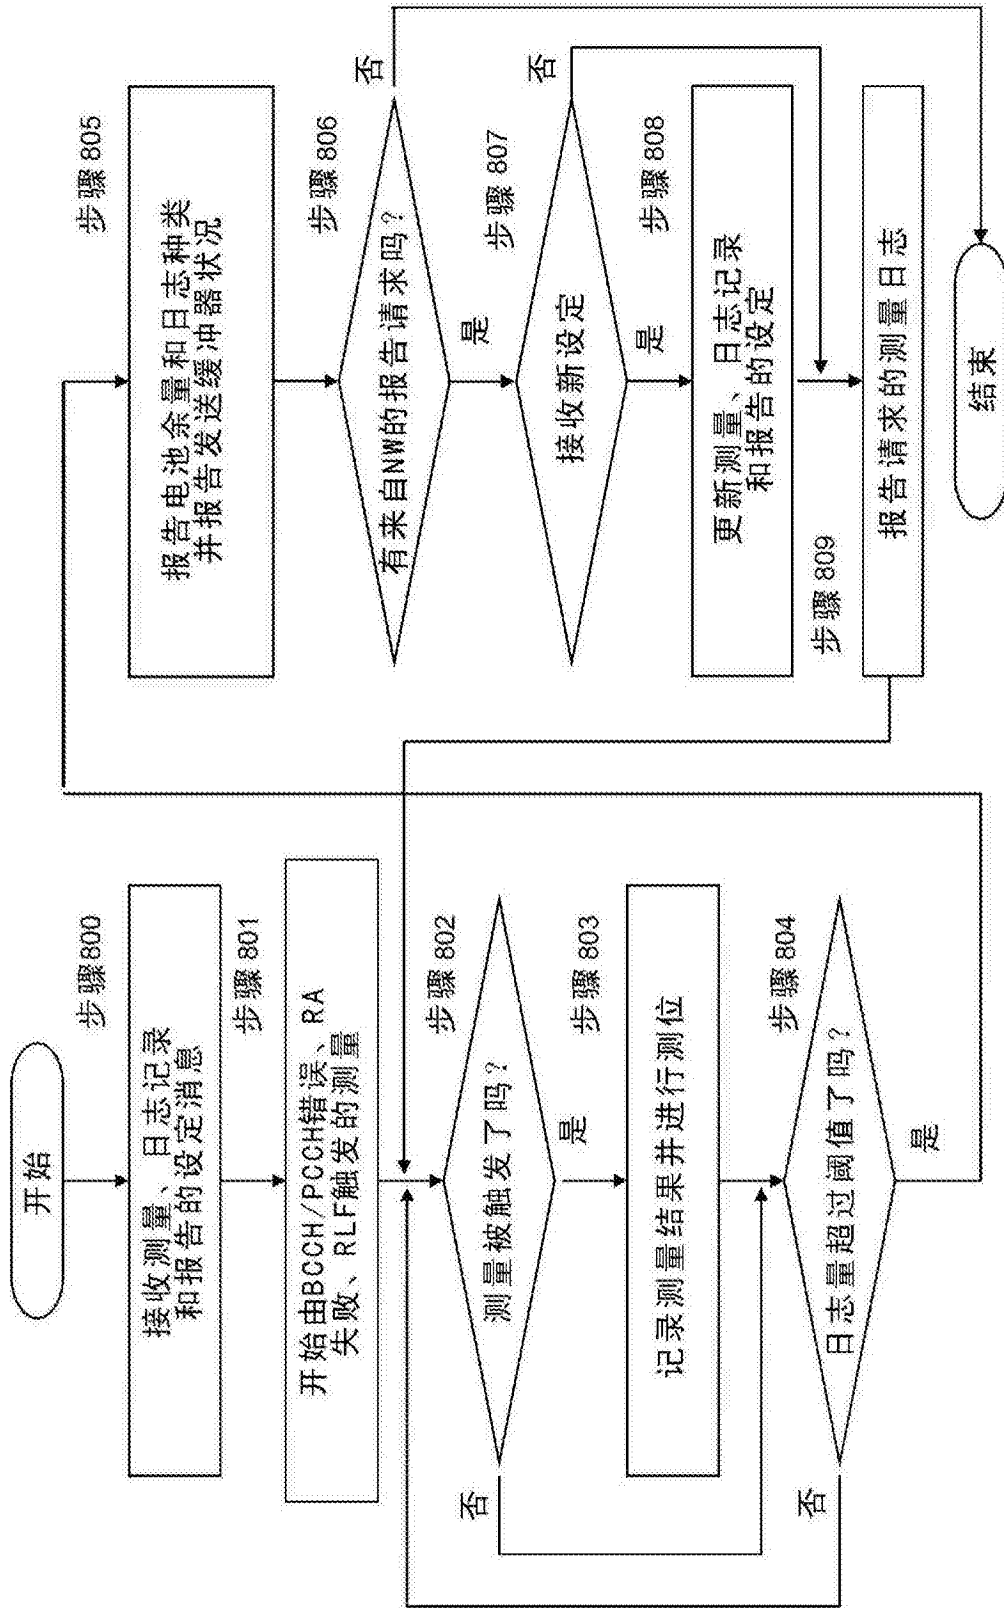 开始
步骤800
接收测量、日志记录
和报告的设定消息
步骤801
开始由BCCH/PCCH错误、RA
失败、RLF触发的测量
步骤802
测量被触发了吗？
是
否
步骤803
记录测量结果并进行测位
步骤804
日志量超过阈值了吗？
是
否
步骤805
报告电池余量和日志种类
并报告发送缓冲器状况
步骤806
有来自NW的报告请求吗？
否
是
步骤807
接收新设定
否
是
步骤808
更新测量、日志记录
和报告的设定
步骤809
报告请求的测量日志
结束